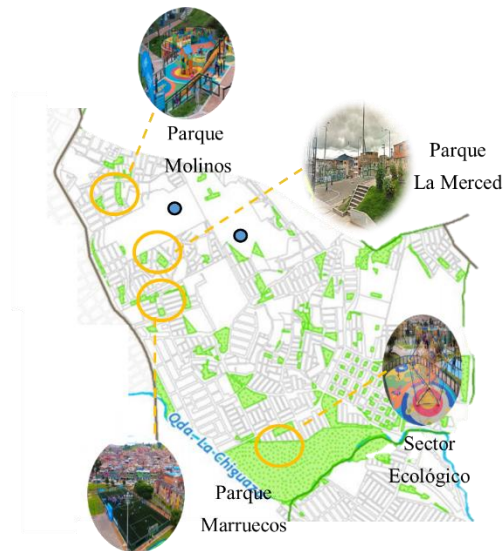 Parque
Molinos
Parque
La Merced
Qda.-La-Chiguaza
Sector
Ecológico
Parque
Marruecos